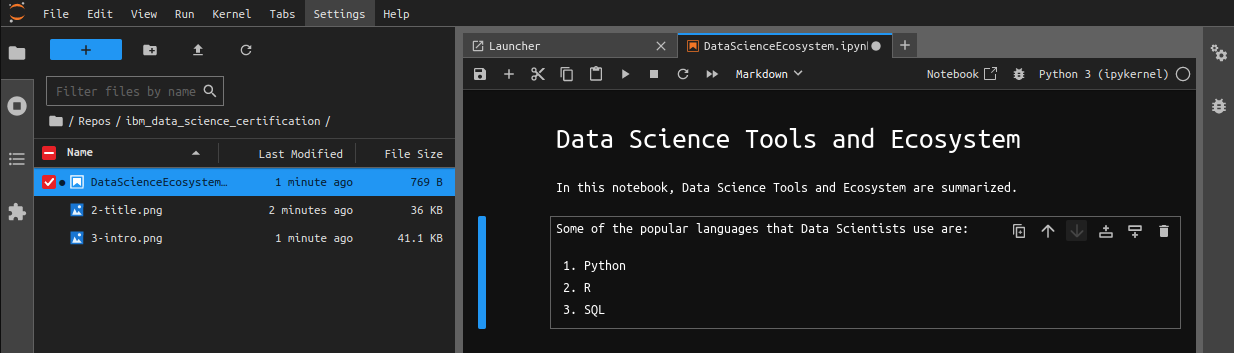 File Edit View Run Kernel Tabs Settings Help
Launcher
DataScienceEcosystem.ipynb
Markdown
Notebook
Python 3 (ipykernel)
Filter files by name
/ Repos / ibm_data_science_certification /
Name Last Modified File Size
DataScienceEcosystem… 1 minute ago 769 B
2-title.png 2 minutes ago 36 KB
3-intro.png 1 minute ago 41.1 KB
Data Science Tools and Ecosystem
In this notebook, Data Science Tools and Ecosystem are summarized.
Some of the popular languages that Data Scientists use are:
1. Python
2. R
3. SQL